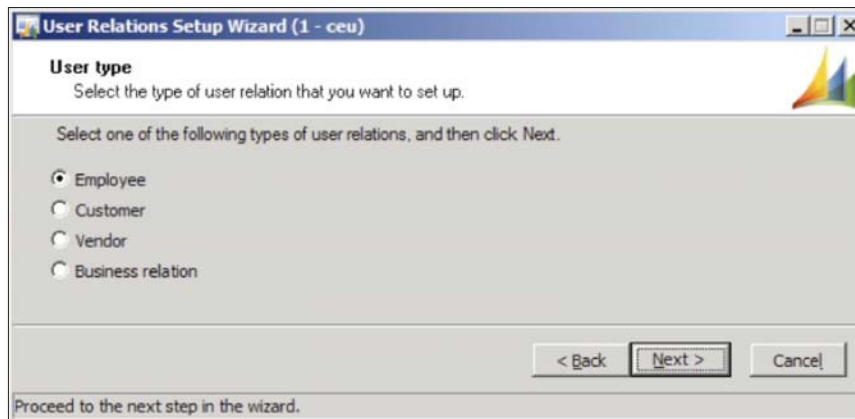 User Relations Setup Wizard (1 - ceu)
User type
Select the type of user relation that you want to set up.
Select one of the following types of user relations, and then click Next.
Employee
Customer
Vendor
Business relation
< Back Next > Cancel
Proceed to the next step in the wizard.